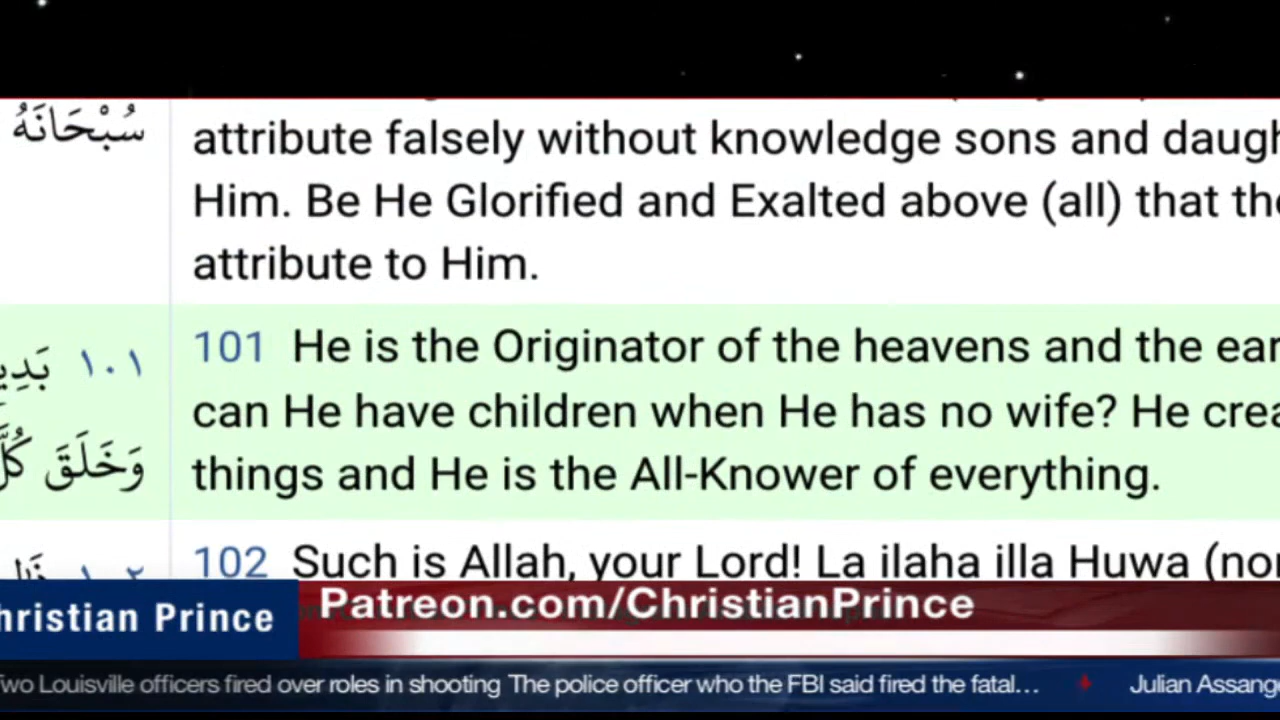 سُبْحَانَهُ
attribute falsely without knowledge sons and daugh
Him. Be He Glorified and Exalted above (all) that the
attribute to Him.
١٠١
101 He is the Originator of the heavens and the ear
can He have children when He has no wife? He crea
وَخَلَقَ
things and He is the All-Knower of everything.
١٠٢
102 Such is Allah, your Lord! La ilaha illa Huwa (no
hristian Prince
Patreon.com/ChristianPrince
Two Louisville officers fired over roles in shooting The police officer who the FBI said fired the fatal... Julian Assange